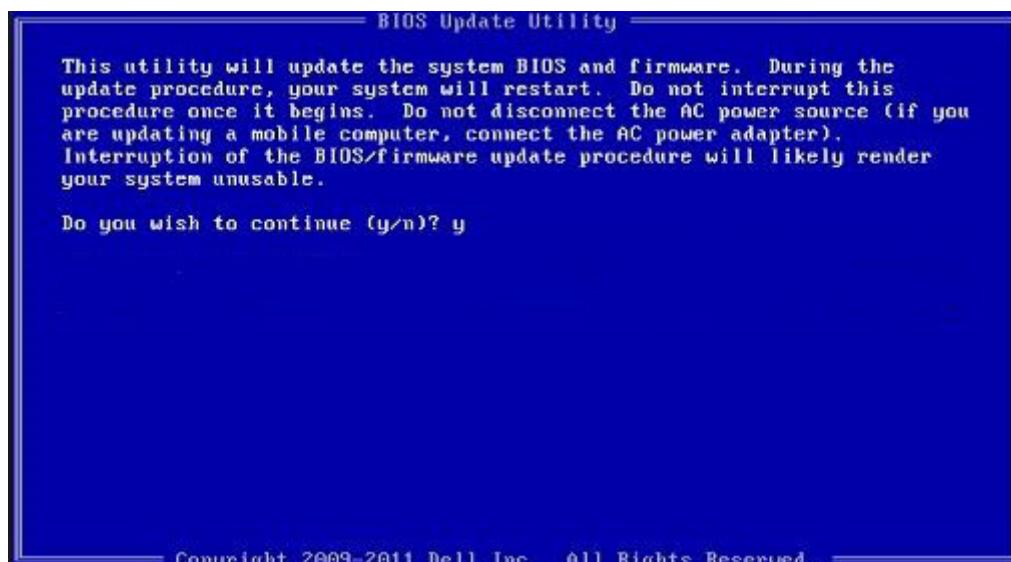 BIOS Update Utility
This utility will update the system BIOS and firmware. During the
update procedure, your system will restart. Do not interrupt this
procedure once it begins. Do not disconnect the AC power source (if you
are updating a mobile computer, connect the AC power adapter).
Interruption of the BIOS/firmware update procedure will likely render
your system unusable.
Do you wish to continue (y/n)? y
Copyright 2009-2011 Dell Inc. All Rights Reserved.